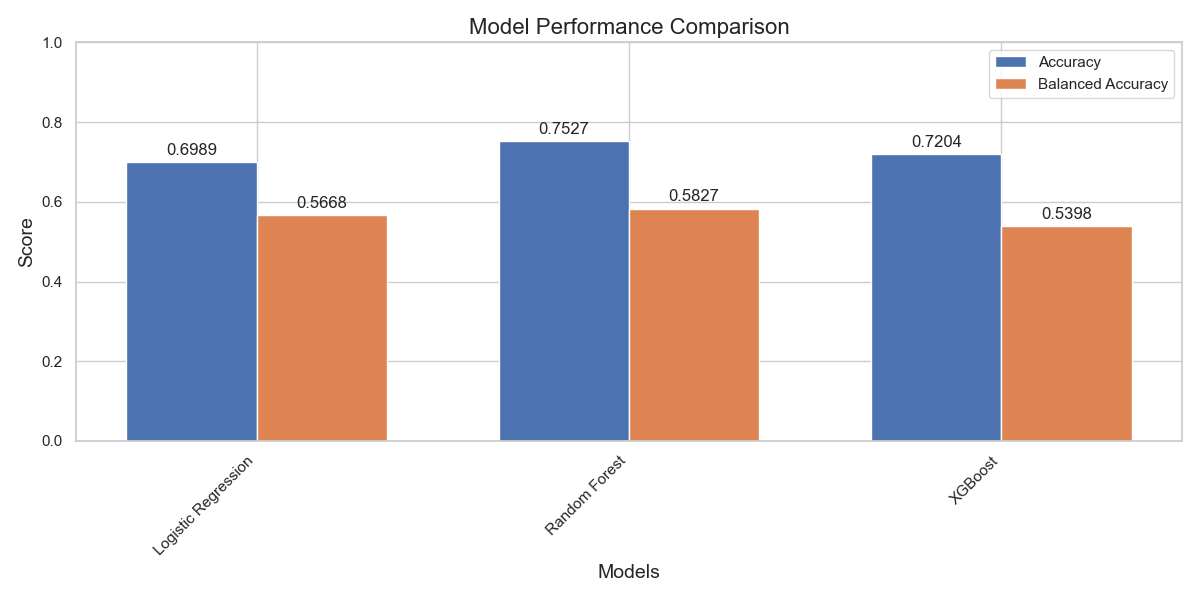 Model Performance Comparison
Accuracy
Balanced Accuracy
Score
1.0
0.8
0.6
0.4
0.2
0.0
0.6989
0.5668
0.7527
0.5827
0.7204
0.5398
Logistic Regression
Random Forest
XGBoost
Models